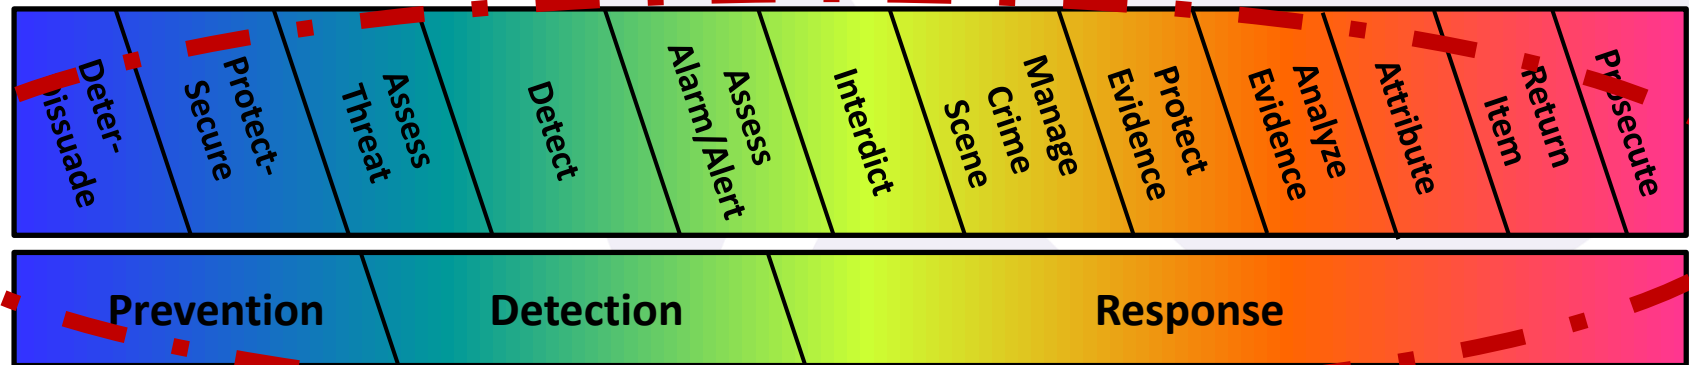 Deter-
Dissuade
Protect-
Secure
Assess
Threat
Detect
Assess
Alarm/Alert
Interdict
Manage
Crime
Scene
Protect
Evidence
Analyze
Evidence
Attribute
Return
Item
Prosecute
Prevention
Detection
Response